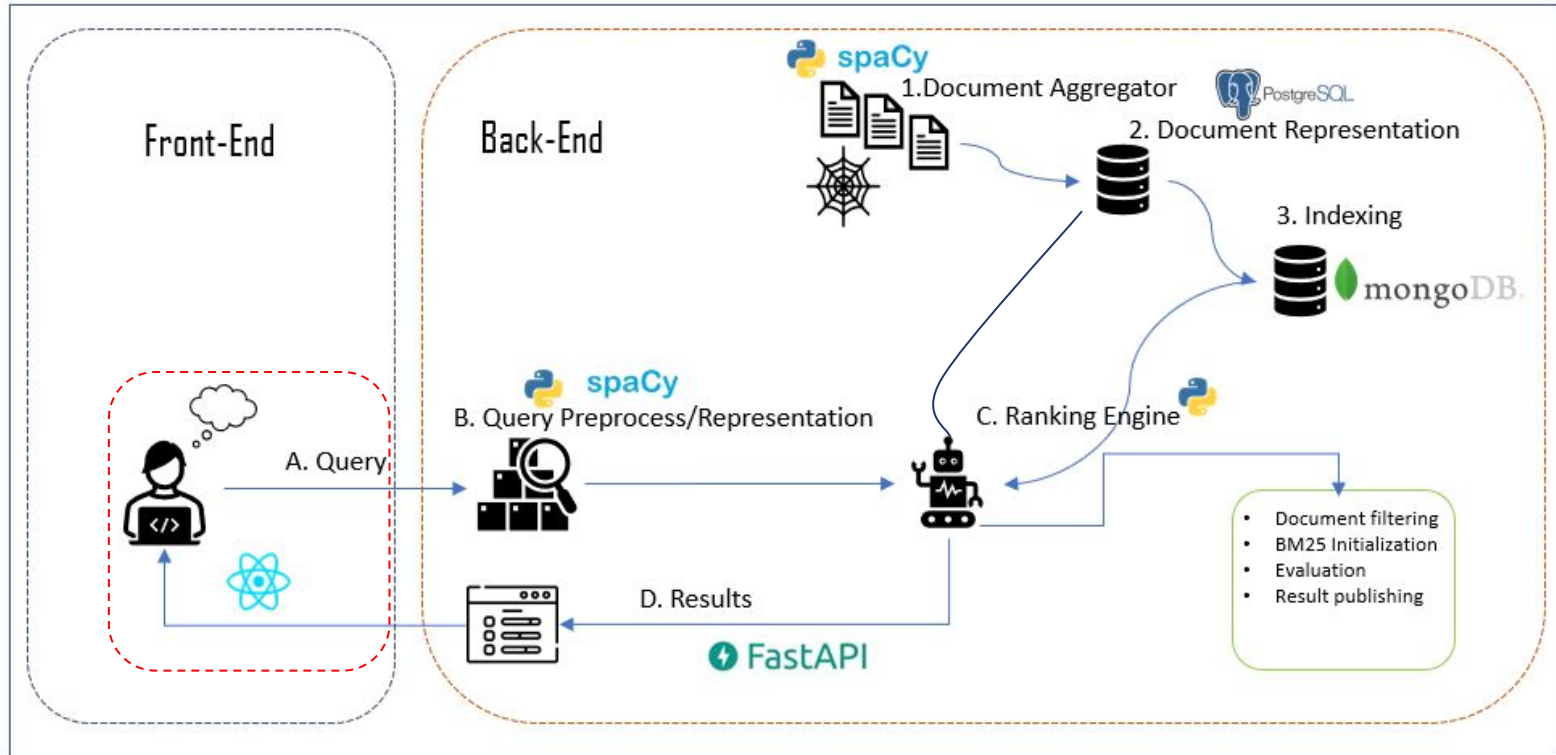 Front-End
Back-End
spaCy
1.Document Aggregator
PostgreSQL
2. Document Representation
3. Indexing
mongoDB.
spaCy
B. Query Preprocess/Representation
C. Ranking Engine
A. Query
</>
D. Results
FastAPI
• Document filtering
• BM25 Initialization
• Evaluation
• Result publishing